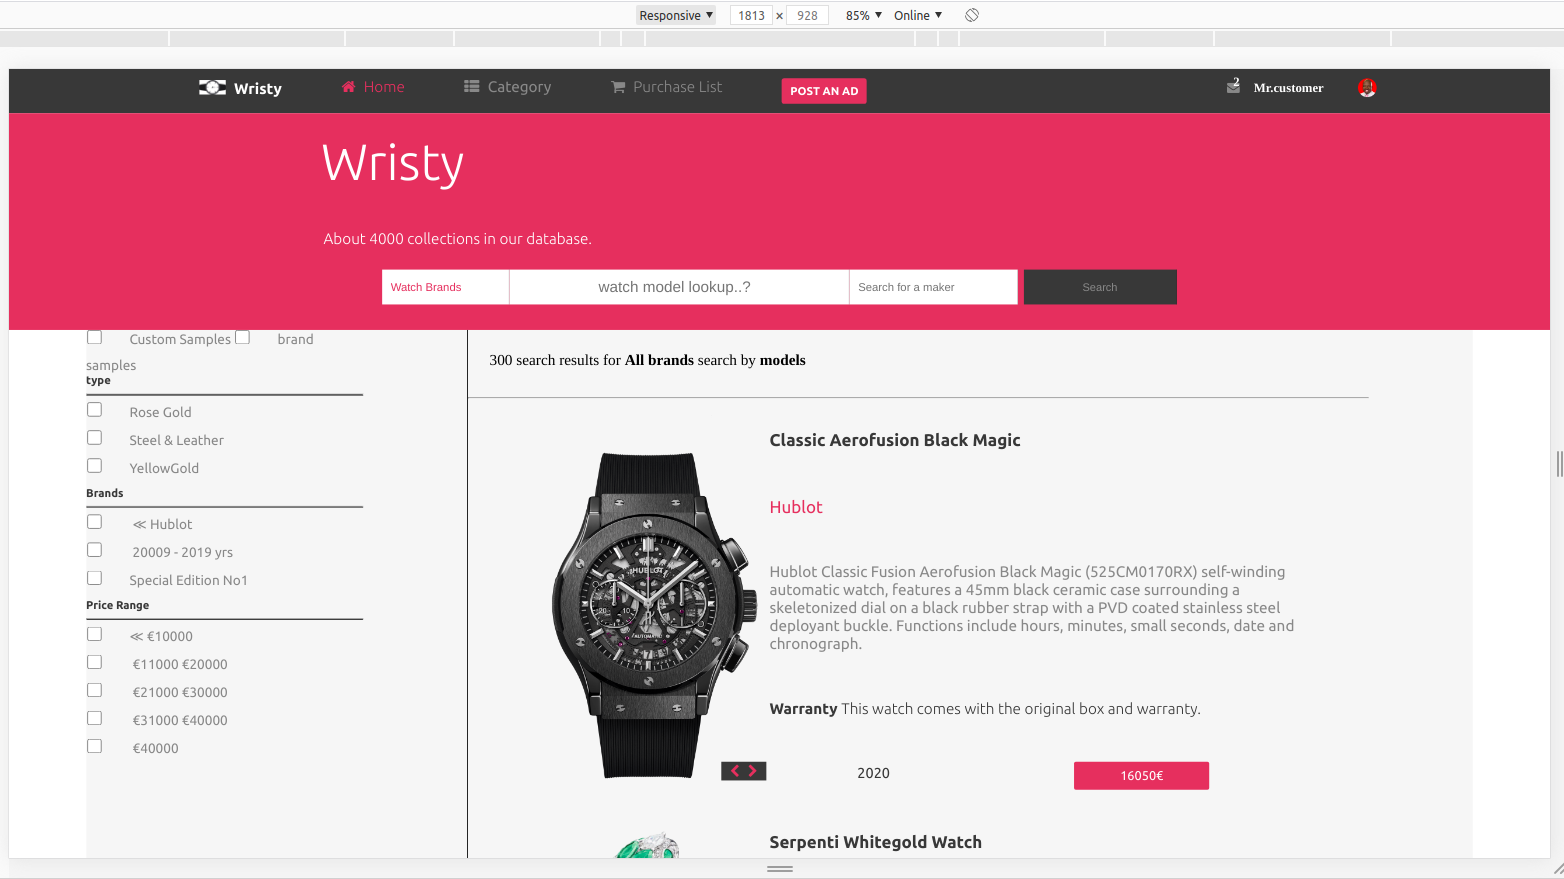 Responsive ▼ 1813 × 928 85% ▼ Online ▼
Wristy Home Category Purchase List POST AN AD 2 Mr.customer
Wristy
About 4000 collections in our database.
Watch Brands watch model lookup..? Search for a maker Search
Custom Samples brand
samples
type
Rose Gold
Steel & Leather
YellowGold
Brands
≪ Hublot
20009 - 2019 yrs
Special Edition No1
Price Range
≪ €10000
€11000 €20000
€21000 €30000
€31000 €40000
€40000
300 search results for All brands search by models
Classic Aerofusion Black Magic
Hublot
Hublot Classic Fusion Aerofusion Black Magic (525CM0170RX) self-winding
automatic watch, features a 45mm black ceramic case surrounding a
skeletonized dial on a black rubber strap with a PVD coated stainless steel
deployant buckle. Functions include hours, minutes, small seconds, date and
chronograph.
Warranty This watch comes with the original box and warranty.
2020 16050€
HUBLOT
AUTOMATIC
Serpenti Whitegold Watch